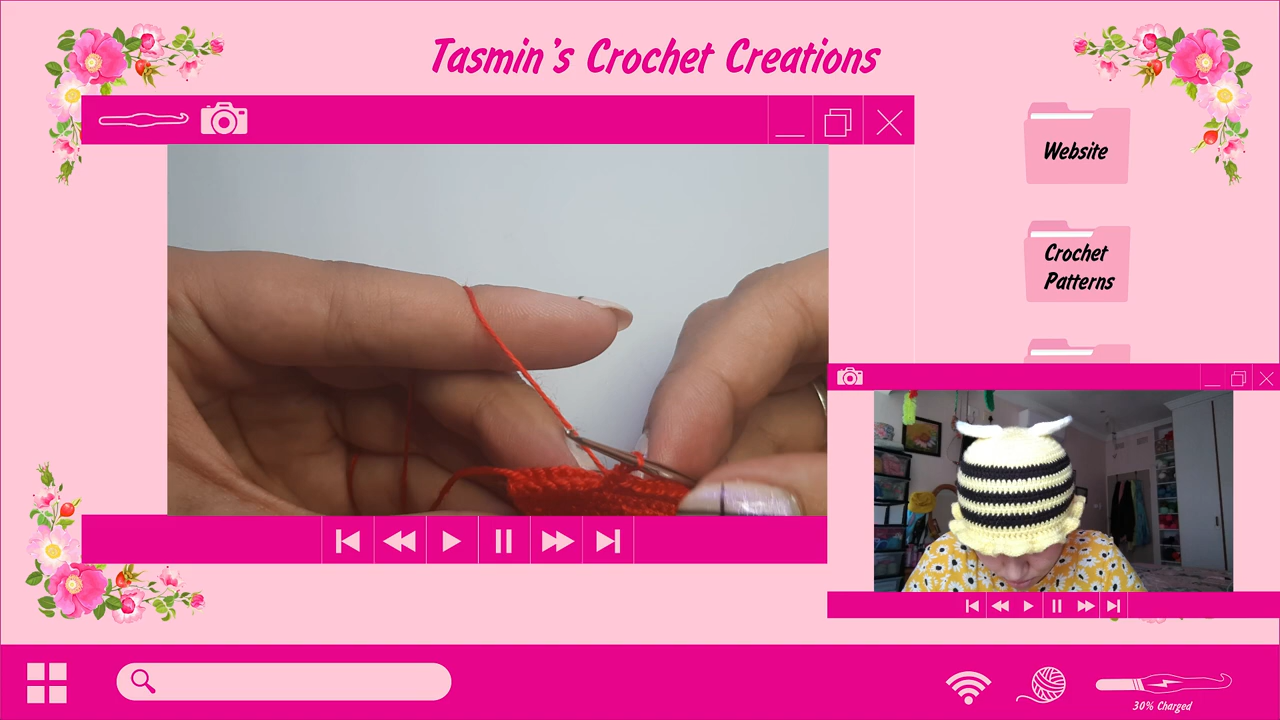 Tasmin's Crochet Creations
Website
Crochet
Patterns
30% Charged